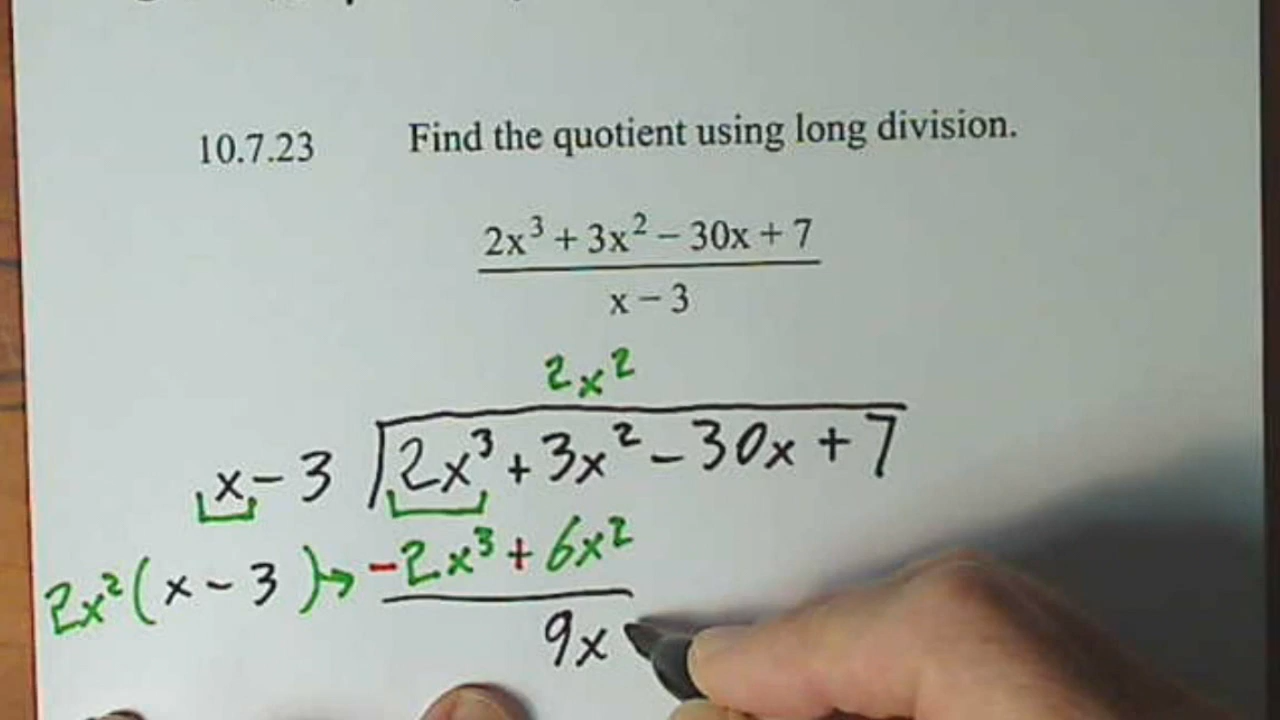 10.7.23 Find the quotient using long division.
2x³ + 3x² − 30x + 7
x − 3
2x²
x − 3 2x³ + 3x² − 30x + 7
2x²(x − 3) → −2x³ + 6x²
9x